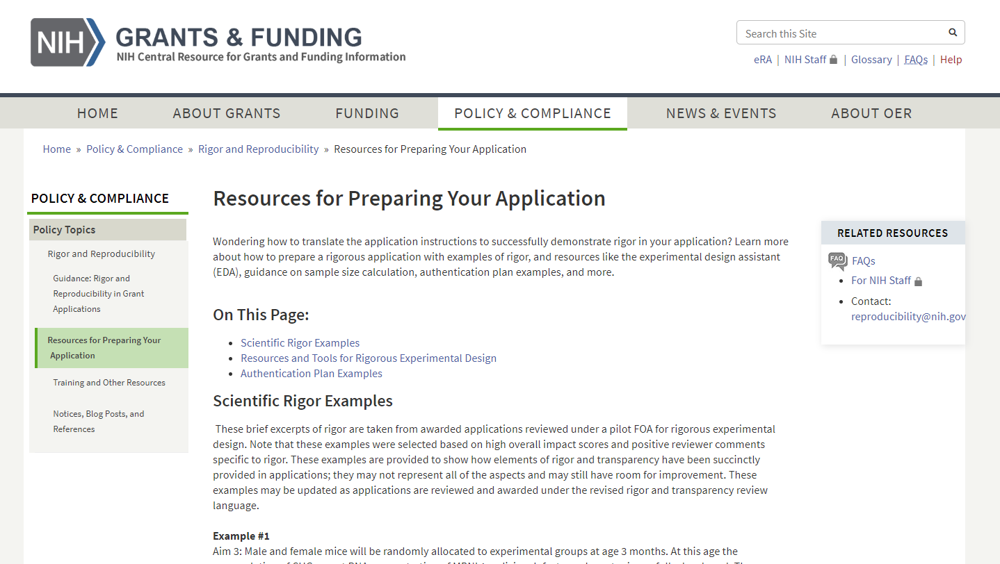 NIH GRANTS & FUNDING
NIH Central Resource for Grants and Funding Information
Search this Site
eRA | NIH Staff | Glossary | FAQs | Help
HOME ABOUT GRANTS FUNDING POLICY & COMPLIANCE NEWS & EVENTS ABOUT OER
Home » Policy & Compliance » Rigor and Reproducibility » Resources for Preparing Your Application
POLICY & COMPLIANCE
Policy Topics
Rigor and Reproducibility
Guidance: Rigor and
Reproducibility in Grant
Applications
Resources for Preparing Your
Application
Training and Other Resources
Notices, Blog Posts, and
References
Resources for Preparing Your Application
Wondering how to translate the application instructions to successfully demonstrate rigor in your application? Learn more
about how to prepare a rigorous application with examples of rigor, and resources like the experimental design assistant
(EDA), guidance on sample size calculation, authentication plan examples, and more.
On This Page:
• Scientific Rigor Examples
• Resources and Tools for Rigorous Experimental Design
• Authentication Plan Examples
Scientific Rigor Examples
These brief excerpts of rigor are taken from awarded applications reviewed under a pilot FOA for rigorous experimental
design. Note that these examples were selected based on high overall impact scores and positive reviewer comments
specific to rigor. These examples are provided to show how elements of rigor and transparency have been succinctly
provided in applications; they may not represent all of the aspects and may still have room for improvement. These
examples may be updated as applications are reviewed and awarded under the revised rigor and transparency review
language.
Example #1
Aim 3: Male and female mice will be randomly allocated to experimental groups at age 3 months. At this age the
RELATED RESOURCES
FAQ FAQs
• For NIH Staff
• Contact:
reproducibility@nih.gov